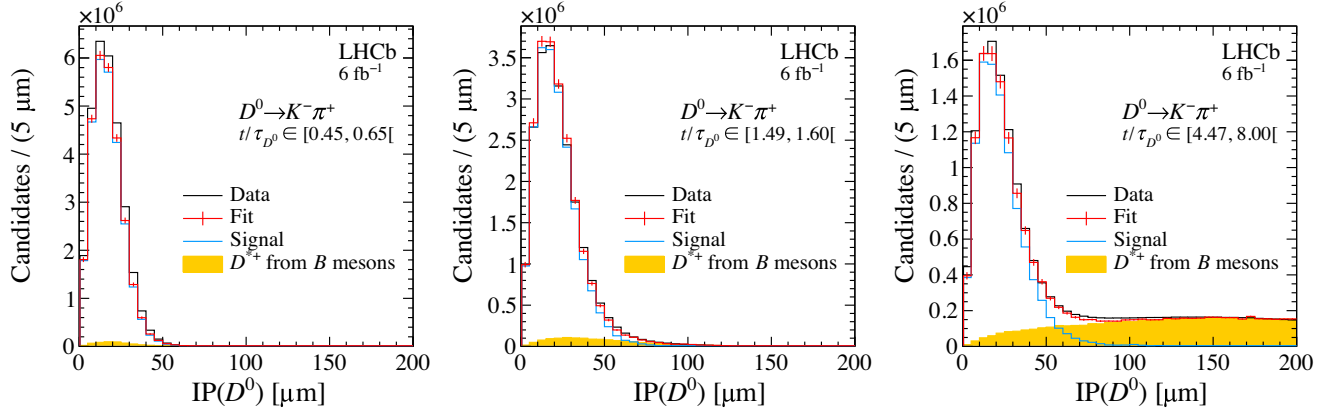 ×10⁶
Candidates / (5 μm)
6
5
4
3
2
1
0
LHCb
6 fb⁻¹
D⁰→K⁻π⁺
t/τ_D⁰ ∈ [0.45, 0.65[
Data
Fit
Signal
D*⁺ from B mesons
0 50 100 150 200
IP(D⁰) [μm]
×10⁶
Candidates / (5 μm)
3.5
3
2.5
2
1.5
1
0.5
0
LHCb
6 fb⁻¹
D⁰→K⁻π⁺
t/τ_D⁰ ∈ [1.49, 1.60[
Data
Fit
Signal
D*⁺ from B mesons
0 50 100 150 200
IP(D⁰) [μm]
×10⁶
Candidates / (5 μm)
1.6
1.4
1.2
1
0.8
0.6
0.4
0.2
0
LHCb
6 fb⁻¹
D⁰→K⁻π⁺
t/τ_D⁰ ∈ [4.47, 8.00[
Data
Fit
Signal
D*⁺ from B mesons
0 50 100 150 200
IP(D⁰) [μm]